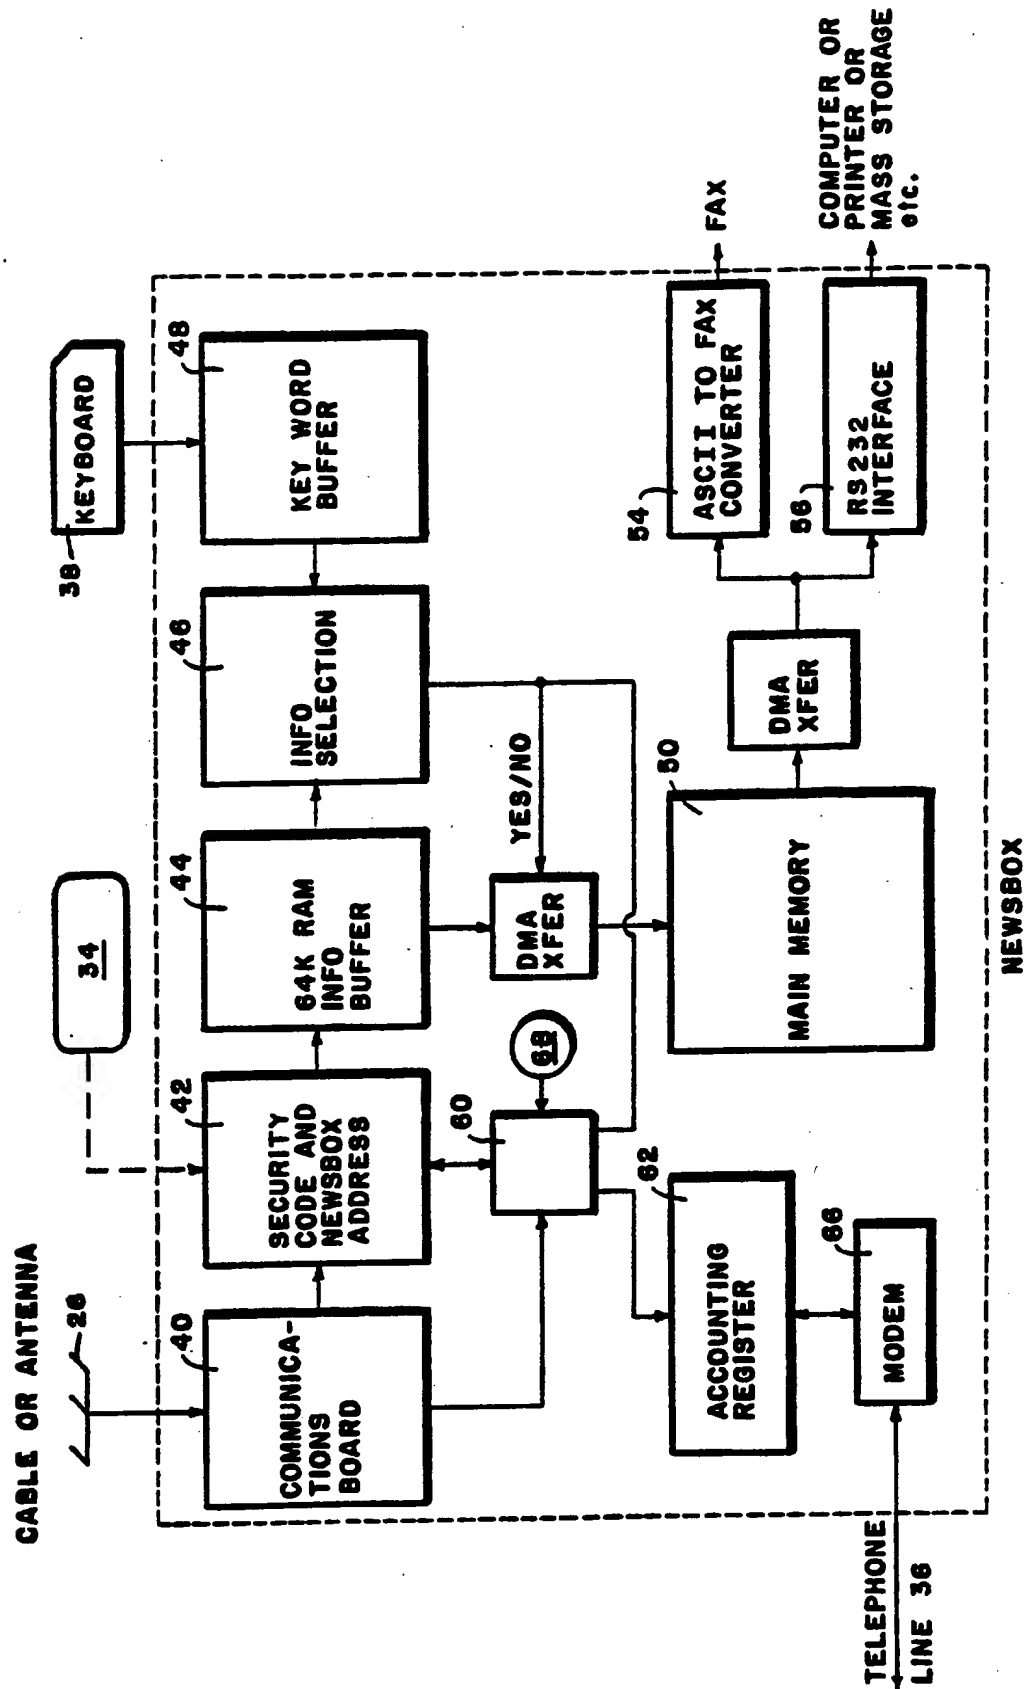 CABLE OR ANTENNA
26
34
38
KEYBOARD
40
COMMUNICA-
TIONS
BOARD
42
SECURITY
CODE AND
NEWSBOX
ADDRESS
44
64K RAM
INFO
BUFFER
46
INFO
SELECTION
48
KEY WORD
BUFFER
60
68
DMA
XFER
YES/NO
62
ACCOUNTING
REGISTER
50
MAIN MEMORY
DMA
XFER
54
ASCII TO FAX
CONVERTER
FAX
56
RS232
INTERFACE
COMPUTER OR
PRINTER OR
MASS STORAGE
etc.
66
MODEM
TELEPHONE
LINE 36
NEWSBOX